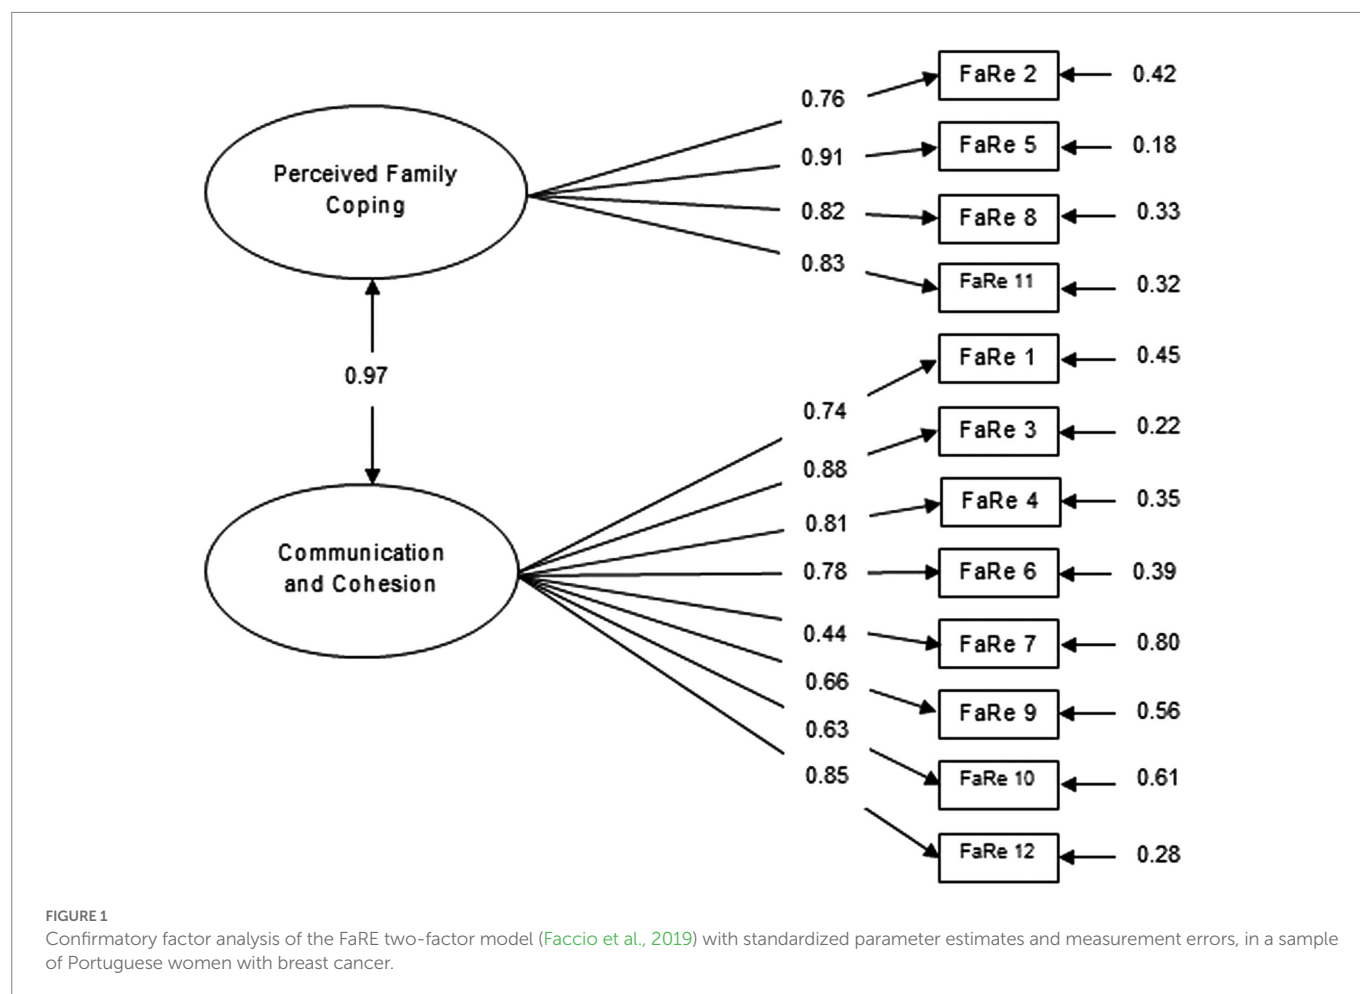 FaRe 2
0.42
0.76
FaRe 5
0.18
0.91
Perceived Family
Coping
0.82
FaRe 8
0.33
0.83
FaRe 11
0.32
FaRe 1
0.45
0.97
0.74
FaRe 3
0.22
0.88
FaRe 4
0.35
0.81
Communication
and Cohesion
0.78
FaRe 6
0.39
0.44
FaRe 7
0.80
0.66
FaRe 9
0.56
0.63
FaRe 10
0.61
0.85
FaRe 12
0.28
FIGURE 1
Confirmatory factor analysis of the FaRE two-factor model (Faccio et al., 2019) with standardized parameter estimates and measurement errors, in a sample
of Portuguese women with breast cancer.